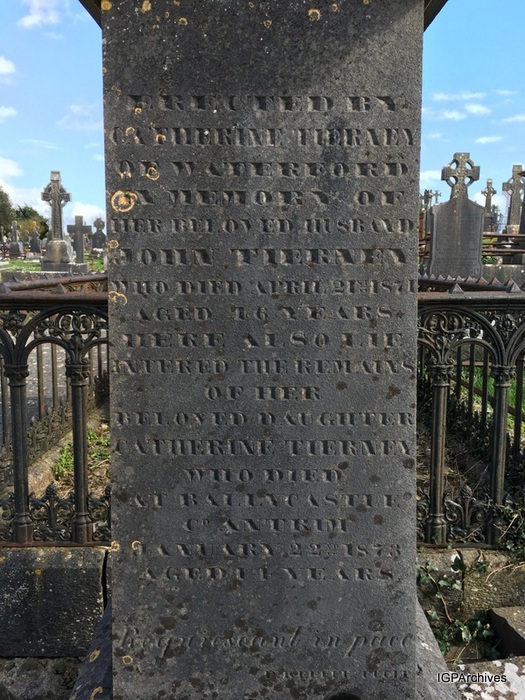 ERECTED BY
CATHERINE TIERNEY
OF WATERFORD
IN MEMORY OF
HER BELOVED HUSBAND
JOHN TIERNEY
WHO DIED APRIL 21st 1871
AGED 46 YEARS
HERE ALSO LIE
INTERED THE REMAINS
OF HER
BELOVED DAUGHTER
CATHERINE TIERNEY
WHO DIED
AT BALLYCASTLE
Co ANTRIM
JANUARY 22nd 1873
AGED 14 YEARS
Requiescant in pace
IGPArchives